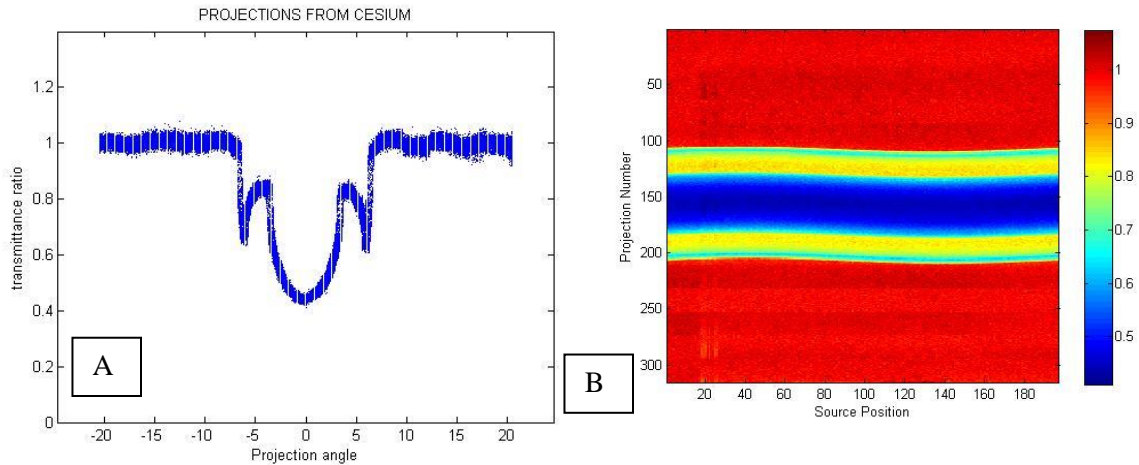 PROJECTIONS FROM CESIUM
1.2
1
0.8
0.6
0.4
0.2
0
transmittance ratio
-20 -15 -10 -5 0 5 10 15 20
Projection angle
A
50
100
150
200
250
300
Projection Number
20 40 60 80 100 120 140 160 180
Source Position
B
1
0.9
0.8
0.7
0.6
0.5